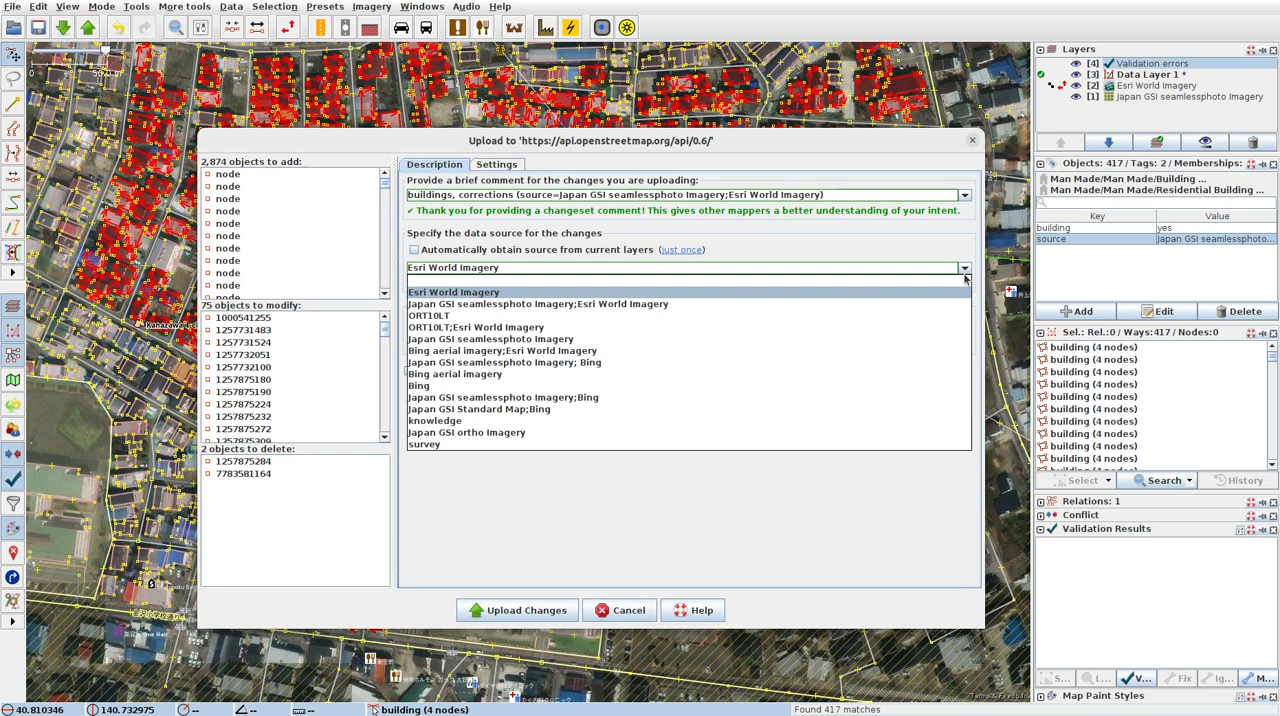 File Edit View Mode Tools More tools Data Selection Presets Imagery Windows Audio Help
0
Upload to 'https://api.openstreetmap.org/api/0.6/'
2,874 objects to add:
node
node
node
node
node
node
node
node
node
node
node
75 objects to modify:
1000541255
1257731483
1257731524
1257732051
1257732100
1257875180
1257875190
1257875224
1257875232
1257875272
1257875309
2 objects to delete:
1257875284
7783581164
Description Settings
Provide a brief comment for the changes you are uploading:
buildings, corrections (source=Japan GSI seamlessphoto Imagery;Esri World Imagery)
✔ Thank you for providing a changeset comment! This gives other mappers a better understanding of your intent.
Specify the data source for the changes
Automatically obtain source from current layers (just once)
Esri World Imagery
Esri World Imagery
Japan GSI seamlessphoto Imagery;Esri World Imagery
ORT10LT
ORT10LT;Esri World Imagery
Japan GSI seamlessphoto Imagery
Bing aerial imagery;Esri World Imagery
Japan GSI seamlessphoto Imagery; Bing
Bing aerial imagery
Bing
Japan GSI seamlessphoto Imagery;Bing
Japan GSI Standard Map;Bing
knowledge
Japan GSI ortho Imagery
survey
Upload Changes Cancel Help
Layers
[4] Validation errors
[3] Data Layer 1 *
[2] Esri World Imagery
[1] Japan GSI seamlessphoto Imagery
Objects: 417 / Tags: 2 / Memberships:
Man Made/Man Made/Building ...
Man Made/Man Made/Residential Building ...
Key Value
building yes
source Japan GSI seamlessphoto...
Add Edit Delete
Sel.: Rel.:0 / Ways:417 / Nodes:0
building (4 nodes)
building (4 nodes)
building (4 nodes)
building (4 nodes)
building (4 nodes)
building (4 nodes)
building (4 nodes)
building (4 nodes)
building (4 nodes)
building (4 nodes)
building (4 nodes)
Select Search History
Relations: 1
Conflict
Validation Results
S... L... V... Fix Ig... M...
Map Paint Styles
40.810346 140.732975 -- -- -- building (4 nodes) Found 417 matches